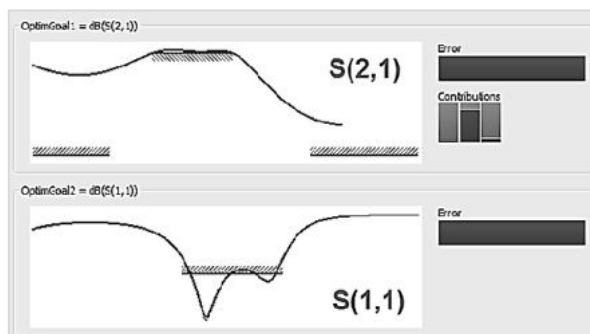 OptimGoal1 = dB(S(2,1))
S(2,1)
Error
Contributions
OptimGoal2 = dB(S(1,1))
S(1,1)
Error